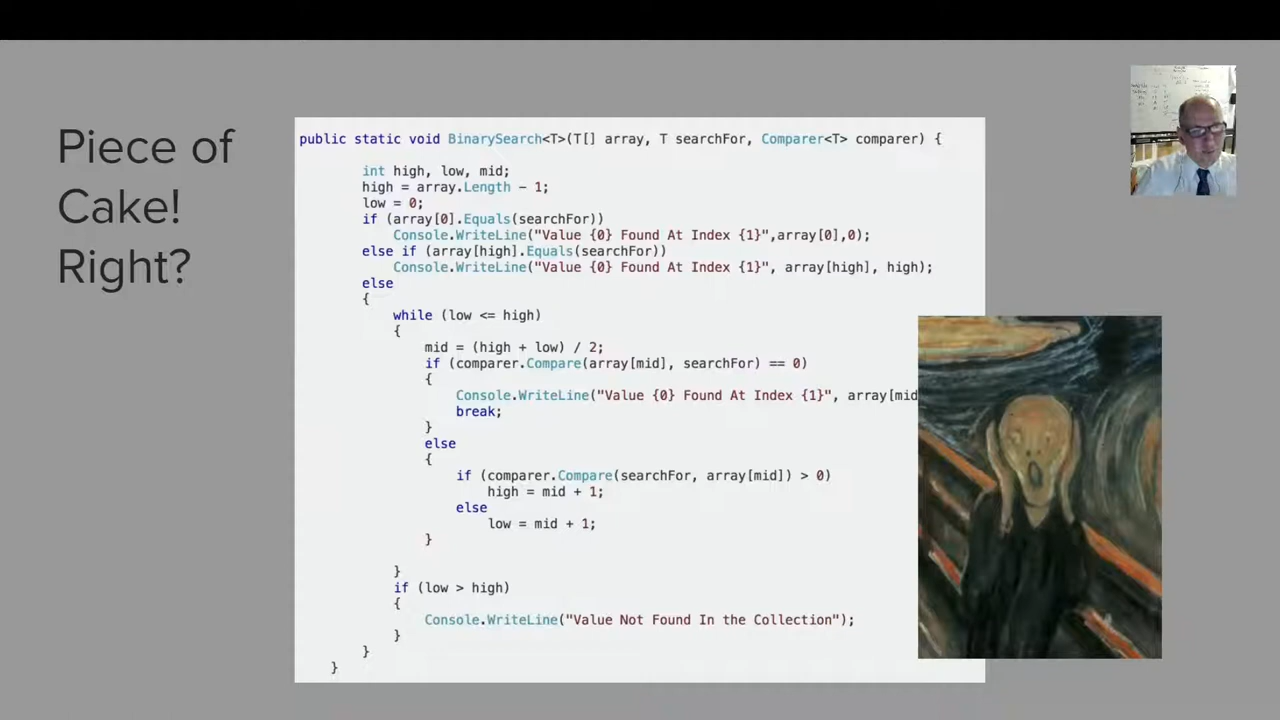 Piece of
Cake!
Right?
public static void BinarySearch<T>(T[] array, T searchFor, Comparer<T> comparer) {
int high, low, mid;
high = array.Length - 1;
low = 0;
if (array[0].Equals(searchFor))
Console.WriteLine("Value {0} Found At Index {1}",array[0],0);
else if (array[high].Equals(searchFor))
Console.WriteLine("Value {0} Found At Index {1}", array[high], high);
else
{
while (low <= high)
{
mid = (high + low) / 2;
if (comparer.Compare(array[mid], searchFor) == 0)
{
Console.WriteLine("Value {0} Found At Index {1}", array[mid
break;
}
else
{
if (comparer.Compare(searchFor, array[mid]) > 0)
high = mid + 1;
else
low = mid + 1;
}
}
if (low > high)
{
Console.WriteLine("Value Not Found In the Collection");
}
}
}